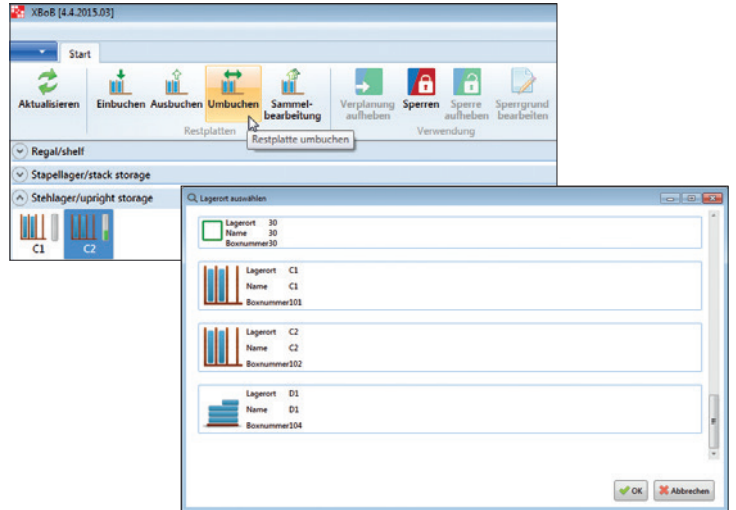 XBoB [4.4.2015.03]
Start
Aktualisieren
Einbuchen
Ausbuchen
Umbuchen
Sammel-
bearbeitung
Verplanung
aufheben
Sperren
Sperre
aufheben
Sperrgrund
bearbeiten
Restplatten
Verwendung
Restplatte umbuchen
Regal/shelf
Stapellager/stack storage
Stehlager/upright storage
C1
C2
Lagerort auswählen
Lagerort 30
Name 30
Boxnummer30
Lagerort C1
Name C1
Boxnummer101
Lagerort C2
Name C2
Boxnummer102
Lagerort D1
Name D1
Boxnummer104
OK
Abbrechen